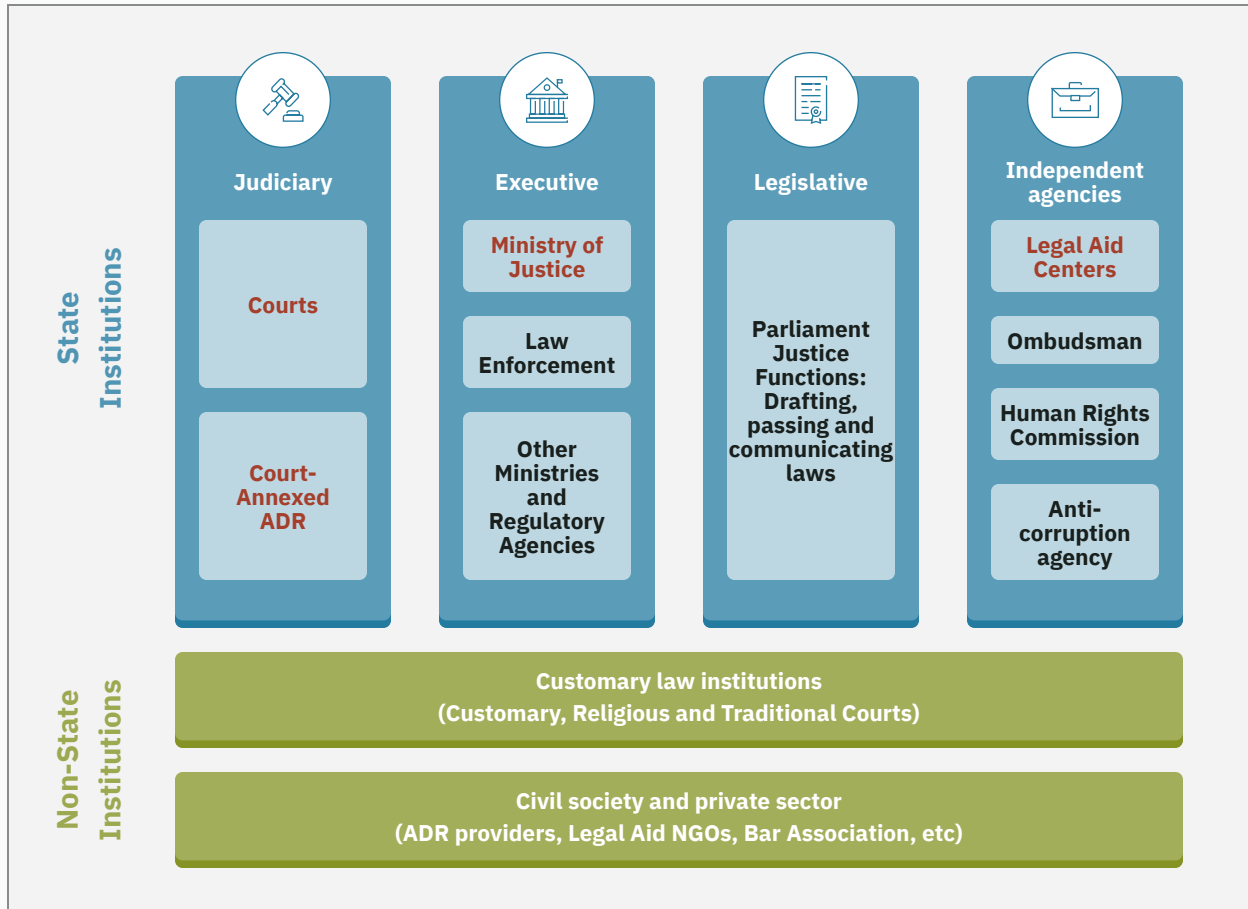 State
Institutions
Judiciary
Courts
Court-
Annexed
ADR
Executive
Ministry of
Justice
Law
Enforcement
Other
Ministries
and
Regulatory
Agencies
Legislative
Parliament
Justice
Functions:
Drafting,
passing and
communicating
laws
Independent
agencies
Legal Aid
Centers
Ombudsman
Human Rights
Commission
Anti-
corruption
agency
Non-State
Institutions
Customary law institutions
(Customary, Religious and Traditional Courts)
Civil society and private sector
(ADR providers, Legal Aid NGOs, Bar Association, etc)